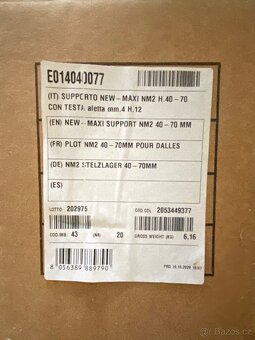 E014040077
(IT) SUPPORTO NEW-MAXI NM2 H.40-70
CON TESTA aletta mm.4 H.12
(EN) NEW-MAXI SUPPORT NM2 40-70 MM
(FR) PLOT NM2 40-70MM POUR DALLES
(DE) NM2 STELZLAGER 40-70MM
(ES)
LOTTO 202975 COD.COL. 2053449377
COD.IMB 43 (NR) 20 GROSS WEIGHT (KG) 6,16
8 056389 889790